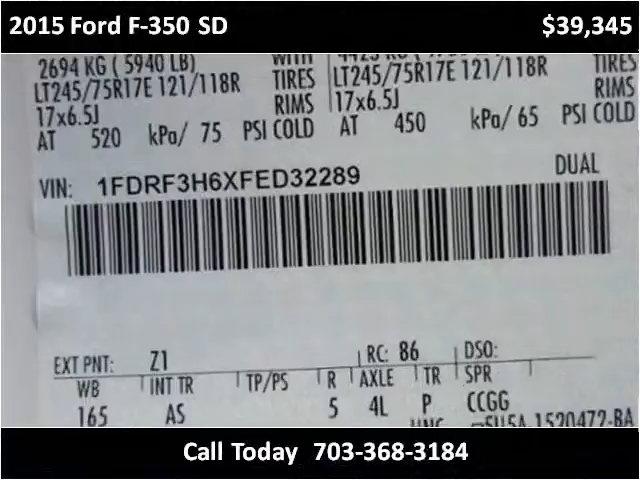 2015 Ford F-350 SD $39,345
2694 KG ( 5940 LB) WITH TIRES
LT245/75R17E 121/118R TIRES LT245/75R17E 121/118R RIMS
17x6.5J RIMS 17x6.5J
AT 520 kPa/ 75 PSI COLD AT 450 kPa/ 65 PSI COLD
VIN: 1FDRF3H6XFED32289 DUAL
EXT PNT: Z1 RC: 86 DSO:
WB INT TR TP/PS R AXLE TR SPR
165 AS 5 4L P CCGG
5U5A 1520472-BA
Call Today 703-368-3184